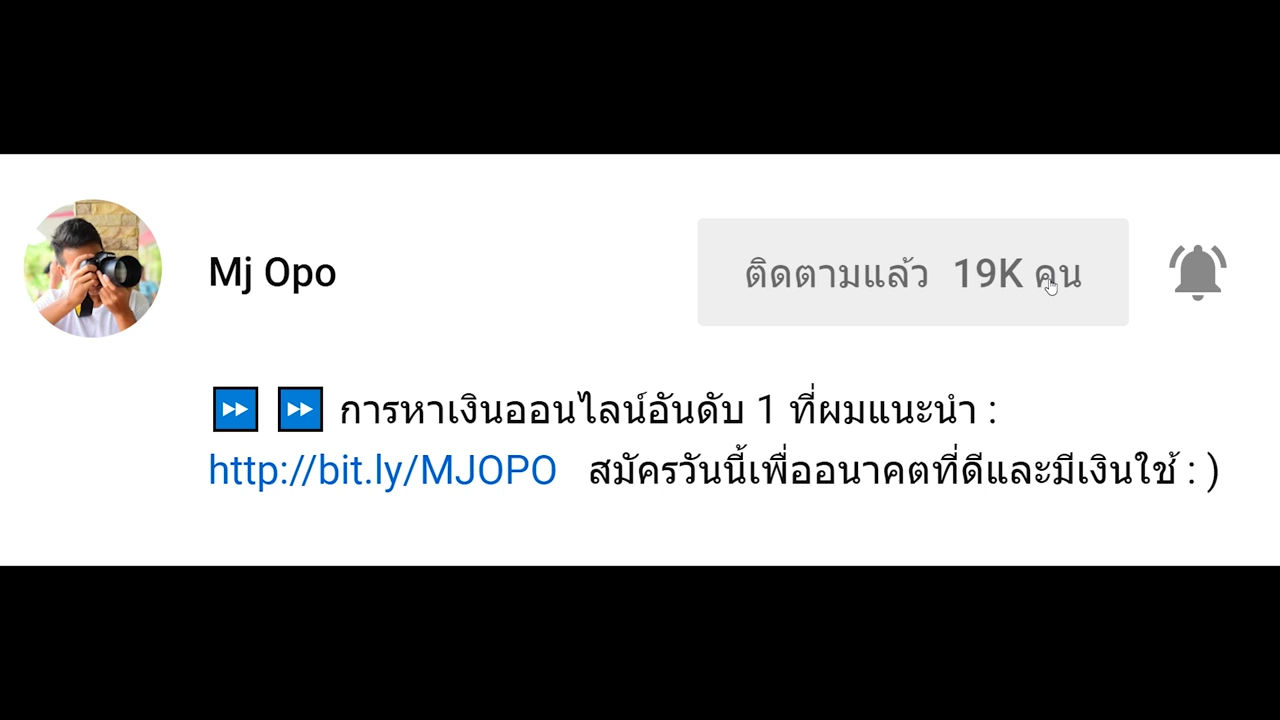 Mj Opo
ติดตามแล้ว 19K คน
⏩ ⏩ การหาเงินออนไลน์อันดับ 1 ที่ผมแนะนำ :
http://bit.ly/MJOPO สมัครวันนี้เพื่ออนาคตที่ดีและมีเงินใช้ : )